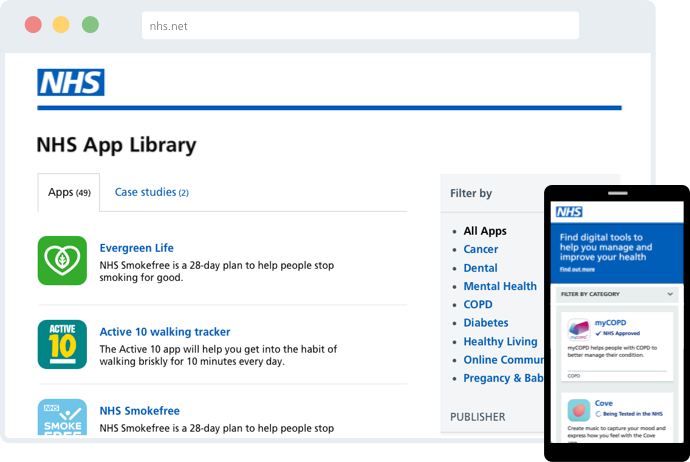 nhs.net
NHS
NHS App Library
Apps (49)
Case studies (2)
Evergreen Life
NHS Smokefree is a 28-day plan to help people stop
smoking for good.
ACTIVE
10
Active 10 walking tracker
The Active 10 app will help you get into the habit of
walking briskly for 10 minutes every day.
NHS
SMOKE
FREE
NHS Smokefree
NHS Smokefree is a 28-day plan to help people stop
Filter by
All Apps
Cancer
Dental
Mental Health
COPD
Diabetes
Healthy Living
Online Commun
Pregancy & Bab
PUBLISHER
NHS
Find digital tools to
help you manage and
improve your health
Find out more
FILTER BY CATEGORY
myCOPD
myCOPD
NHS Approved
myCOPD helps people with COPD to
better manage their condition.
COPD
Cove
Being Tested in the NHS
Create music to capture your mood and
express how you feel with the Cove